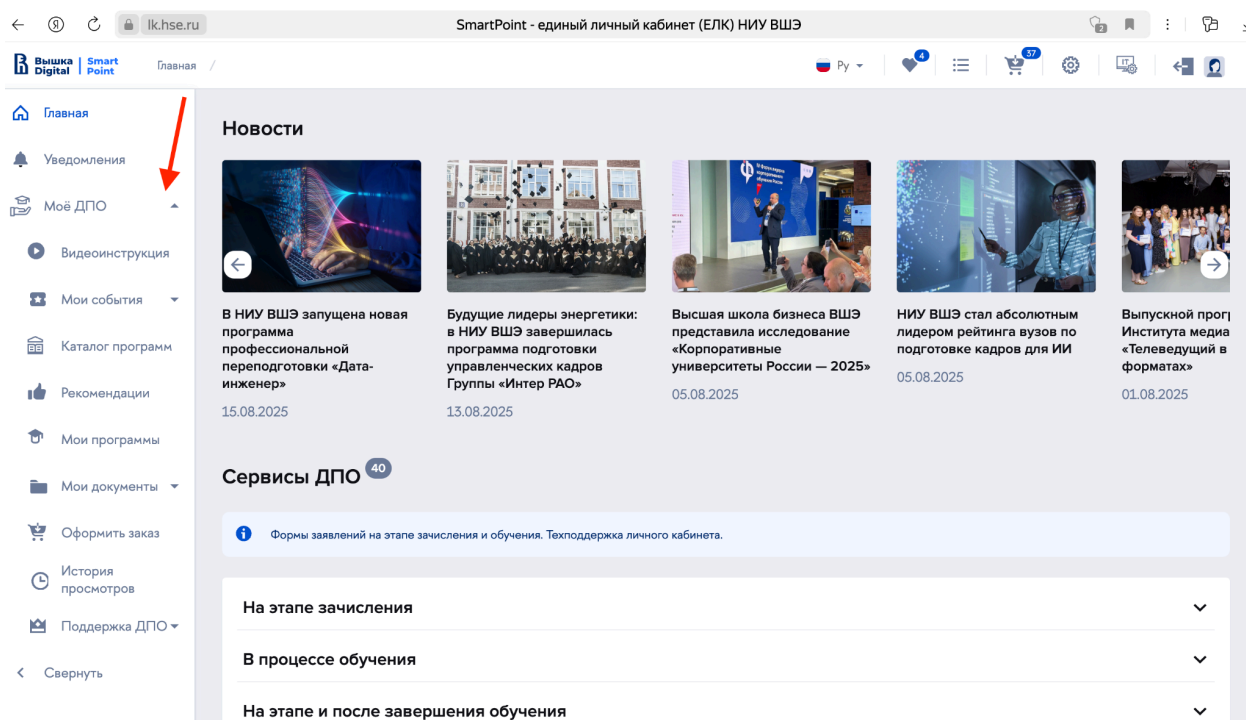 lk.hse.ru
SmartPoint - единый личный кабинет (ЕЛК) НИУ ВШЭ
2
Вышка
Digital
Smart
Point
Главная /
Ру
4
37
Главная
Уведомления
Моё ДПО
Видеоинструкция
Мои события
Каталог программ
Рекомендации
Мои программы
Мои документы
Оформить заказ
История
просмотров
Поддержка ДПО
Свернуть
Новости
В НИУ ВШЭ запущена новая
программа
профессиональной
переподготовки «Дата-
инженер»
15.08.2025
Будущие лидеры энергетики:
в НИУ ВШЭ завершилась
программа подготовки
управленческих кадров
Группы «Интер РАО»
13.08.2025
Высшая школа бизнеса ВШЭ
представила исследование
«Корпоративные
университеты России — 2025»
05.08.2025
НИУ ВШЭ стал абсолютным
лидером рейтинга вузов по
подготовке кадров для ИИ
05.08.2025
Выпускной прогр
Института медиа
«Телеведущий в
форматах»
01.08.2025
Сервисы ДПО 40
Формы заявлений на этапе зачисления и обучения. Техподдержка личного кабинета.
На этапе зачисления
В процессе обучения
На этапе и после завершения обучения